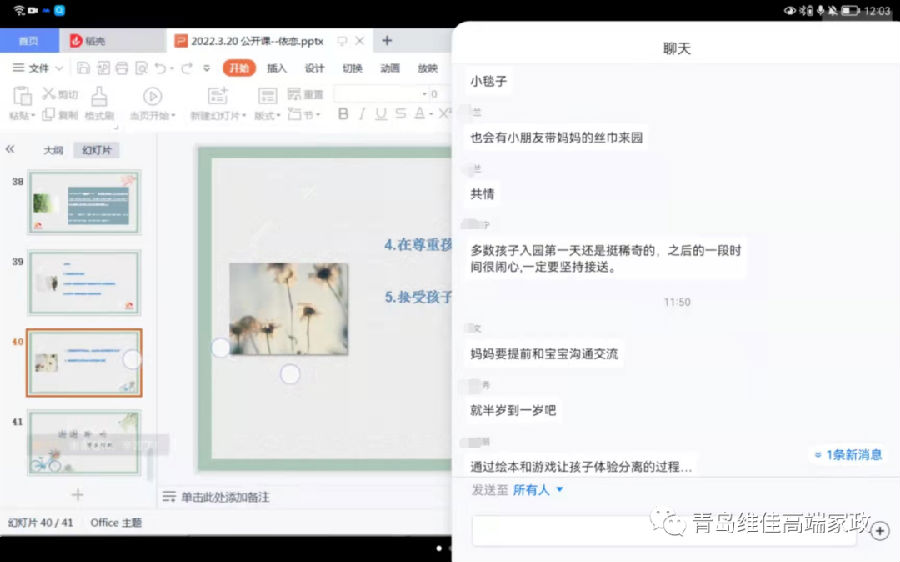 12:03
首页
稻壳
2022.3.20 公开课--依恋.pptx
文件
开始
插入
设计
切换
动画
放映
粘贴
剪切
复制
格式刷
当页开始
新建幻灯片
版式
重置
节
0
B I U S A X
大纲
幻灯片
38
39
40
41
谢谢聆听
4.在尊重孩
5.接受孩子
单击此处添加备注
幻灯片 40 / 41
Office 主题
聊天
小毯子
兰
也会有小朋友带妈妈的丝巾来园
兰
共情
宁
多数孩子入园第一天还是挺稀奇的，之后的一段时
间很闹心,一定要坚持接送。
11:50
文
妈妈要提前和宝宝沟通交流
秀
就半岁到一岁吧
通过绘本和游戏让孩子体验分离的过程...
1条新消息
发送至 所有人
青岛维佳高端家政